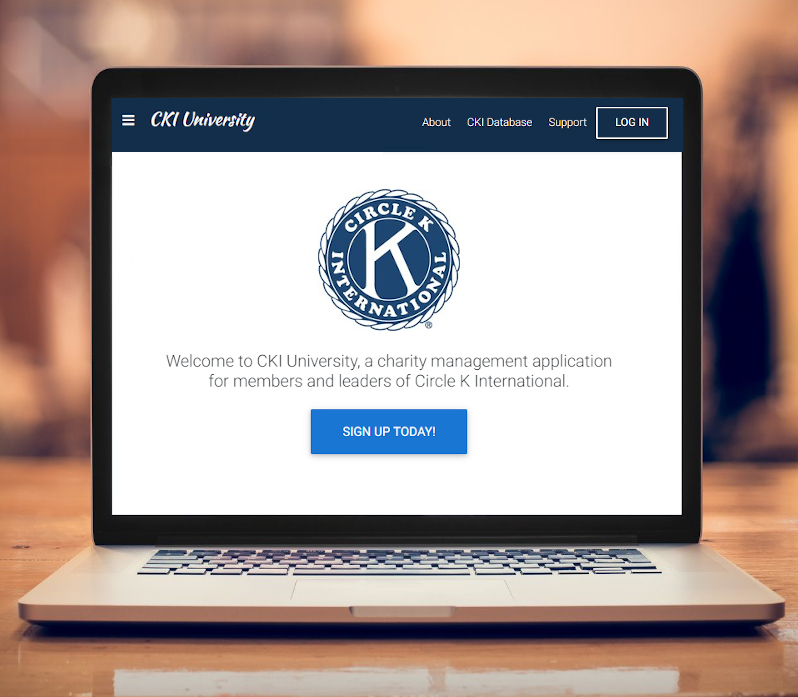 CKI University
About
CKI Database
Support
LOG IN
CIRCLE K
K
INTERNATIONAL
®
Welcome to CKI University, a charity management application
for members and leaders of Circle K International.
SIGN UP TODAY!